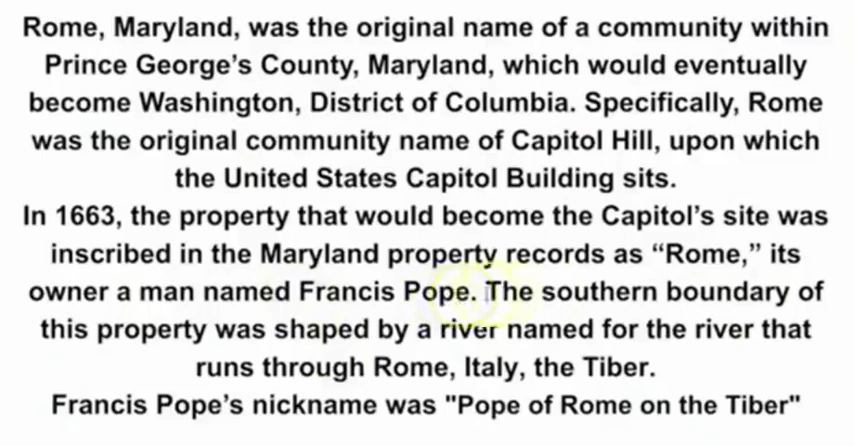 Rome, Maryland, was the original name of a community within
Prince George’s County, Maryland, which would eventually
become Washington, District of Columbia. Specifically, Rome
was the original community name of Capitol Hill, upon which
the United States Capitol Building sits.
In 1663, the property that would become the Capitol’s site was
inscribed in the Maryland property records as “Rome,” its
owner a man named Francis Pope. The southern boundary of
this property was shaped by a river named for the river that
runs through Rome, Italy, the Tiber.
Francis Pope’s nickname was "Pope of Rome on the Tiber"